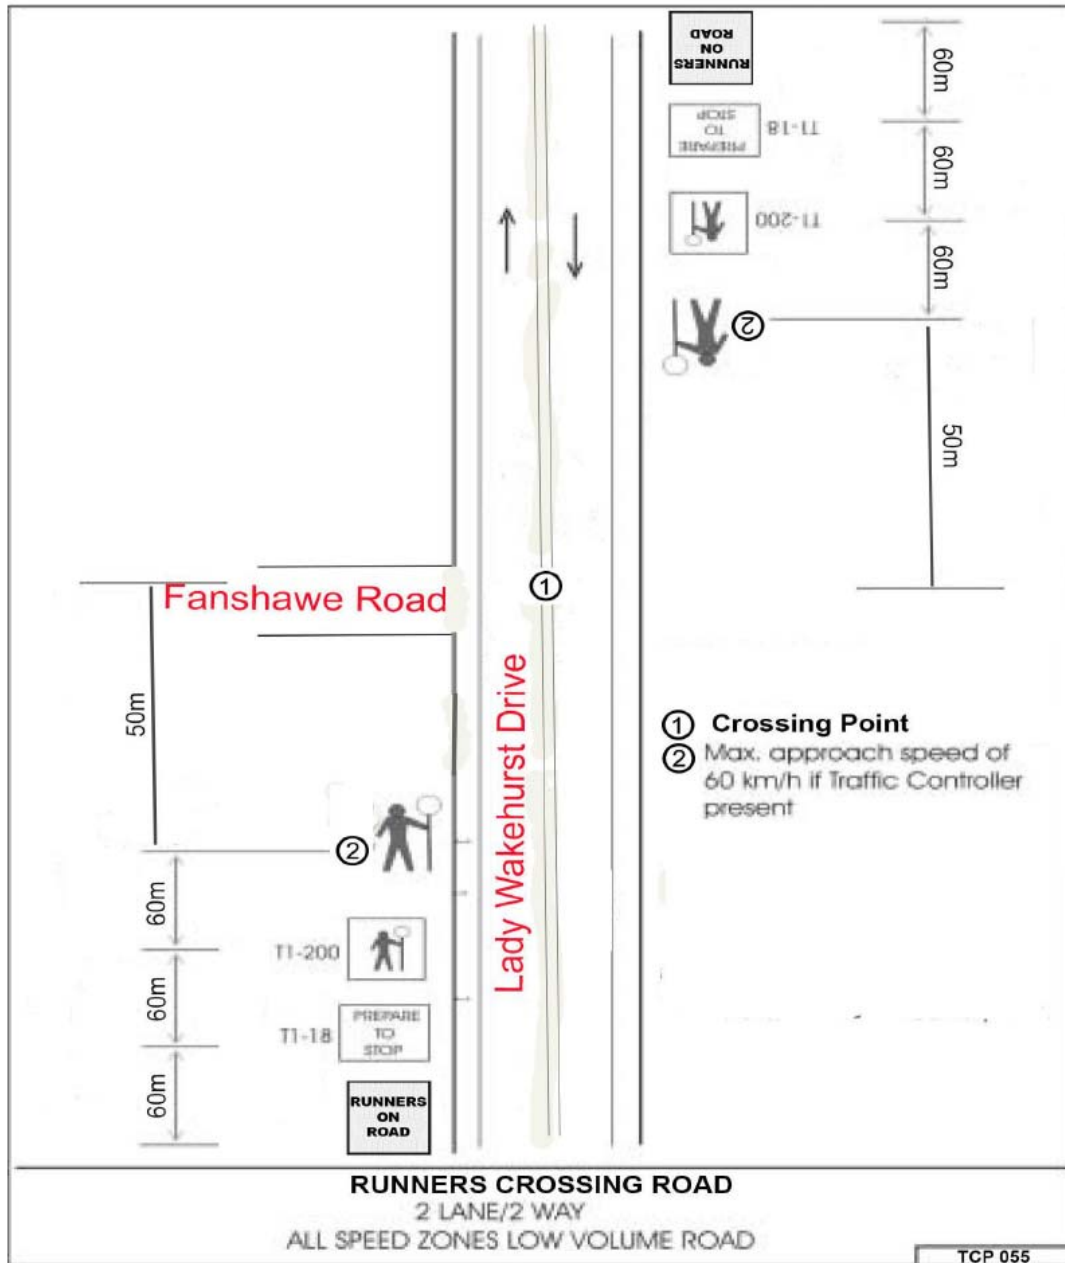 RUNNERS
ON
ROAD
60m
PREPARE
TO
STOP
T1-18
60m
T1-200
60m
2
50m
Fanshawe Road
1
50m
Lady Wakehurst Drive
1 Crossing Point
2 Max. approach speed of
60 km/h if Traffic Controller
present
2
60m
T1-200
60m
T1-18
PREPARE
TO
STOP
60m
RUNNERS
ON
ROAD
RUNNERS CROSSING ROAD
2 LANE/2 WAY
ALL SPEED ZONES LOW VOLUME ROAD
TCP 055